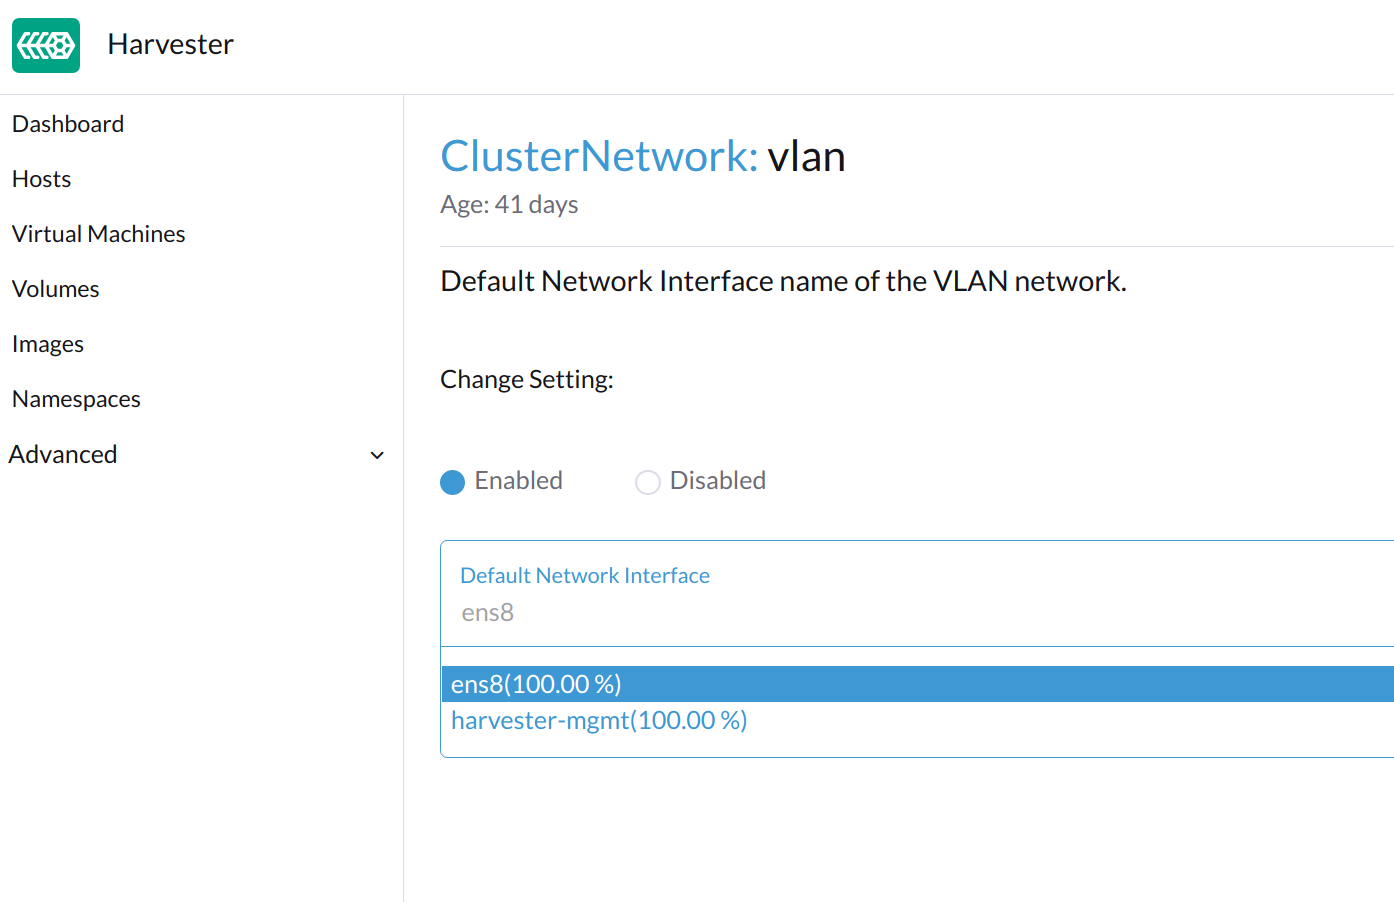 Harvester
Dashboard
Hosts
Virtual Machines
Volumes
Images
Namespaces
Advanced
ClusterNetwork: vlan
Age: 41 days
Default Network Interface name of the VLAN network.
Change Setting:
Enabled Disabled
Default Network Interface
ens8
ens8(100.00 %)
harvester-mgmt(100.00 %)